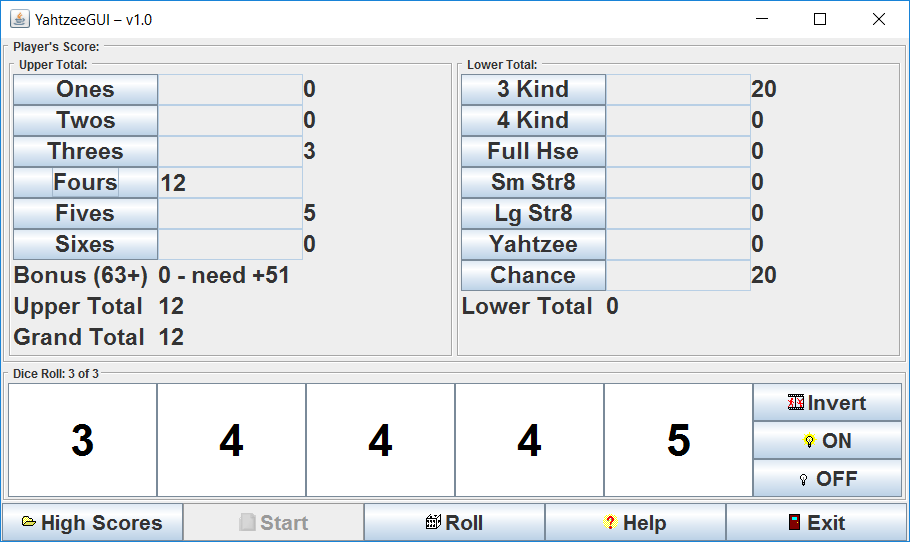 YahtzeeGUI – v1.0
Player's Score:
Upper Total:
Ones 0
Twos 0
Threes 3
Fours 12
Fives 5
Sixes 0
Bonus (63+) 0 - need +51
Upper Total 12
Grand Total 12
Lower Total:
3 Kind 20
4 Kind 0
Full Hse 0
Sm Str8 0
Lg Str8 0
Yahtzee 0
Chance 20
Lower Total 0
Dice Roll: 3 of 3
3 4 4 4 5
Invert
ON
OFF
High Scores Start Roll Help Exit